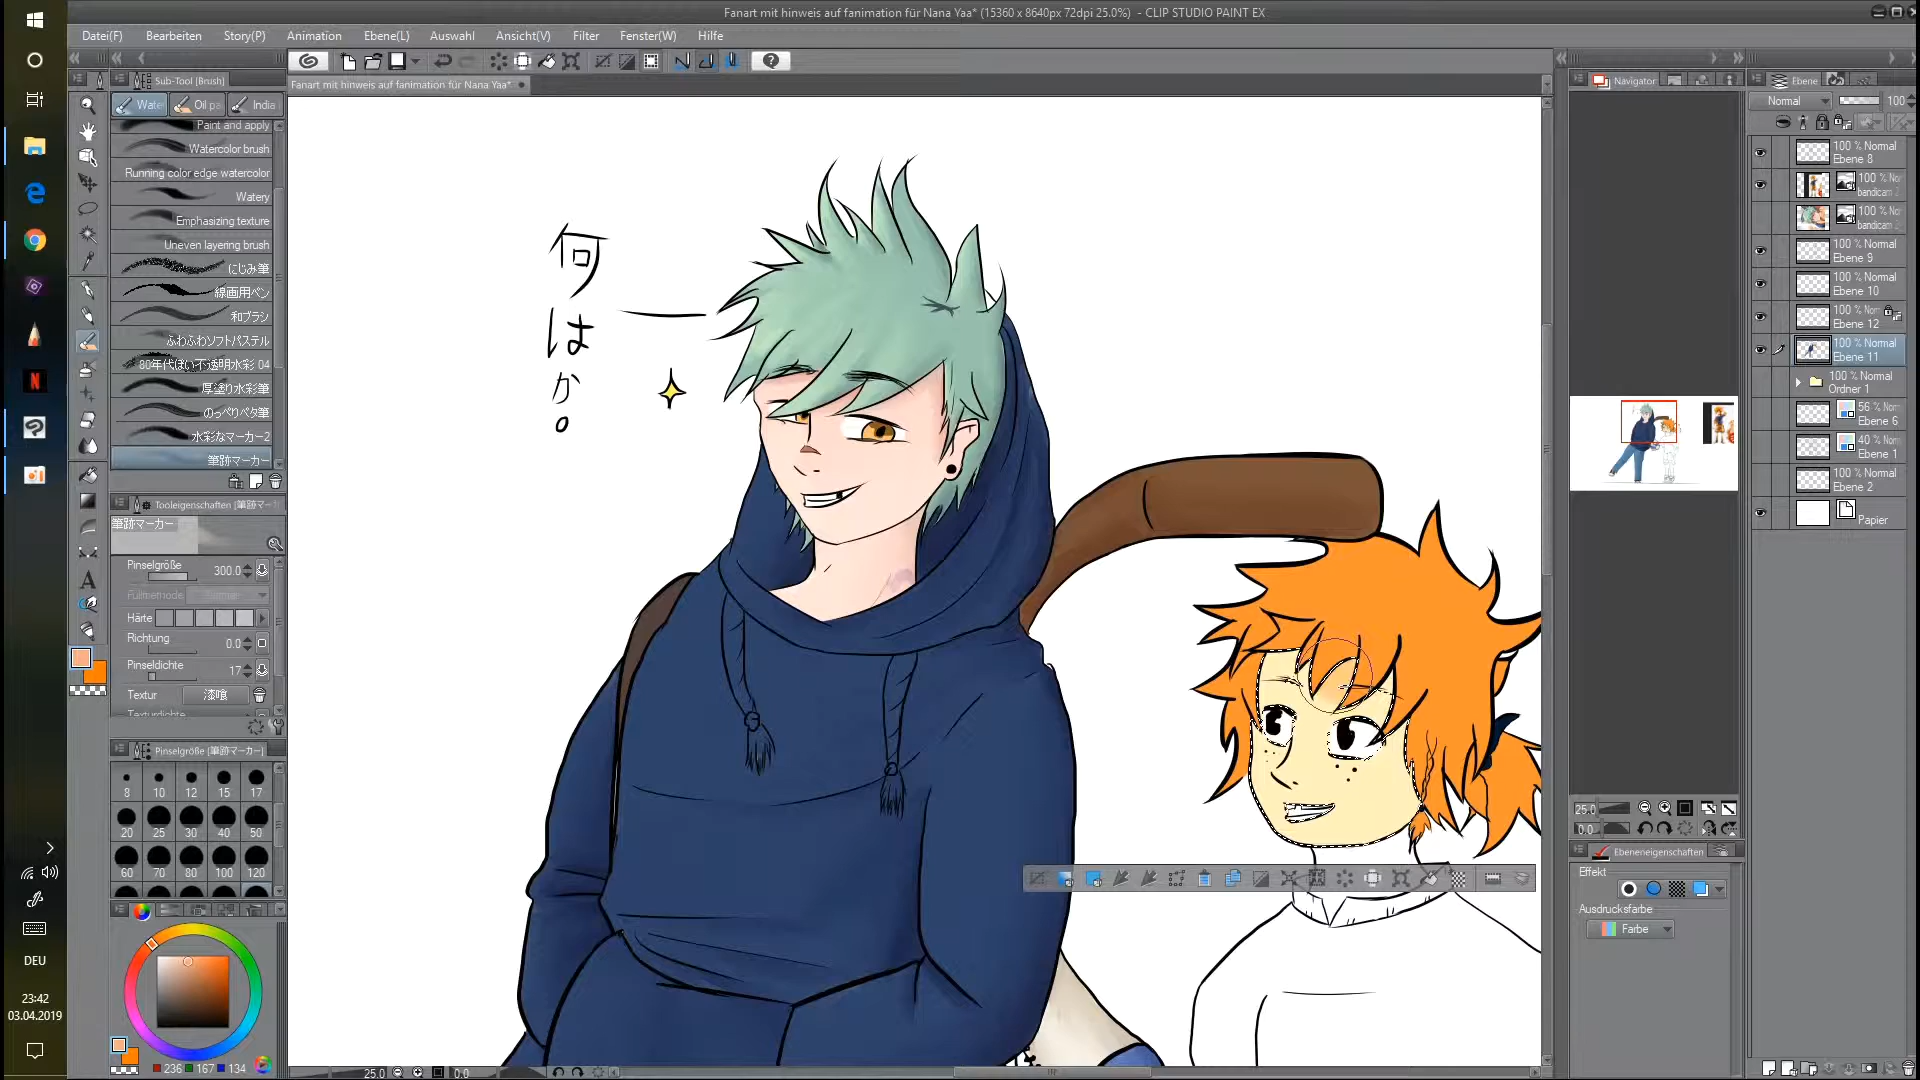 Fanart mit hinweis auf fanimation für Nana Yaa* (15360 x 8640px 72dpi 25.0%) - CLIP STUDIO PAINT EX
Datei(F) Bearbeiten Story(P) Animation Ebene(L) Auswahl Ansicht(V) Filter Fenster(W) Hilfe
Fanart mit hinweis auf fanimation für Nana Yaa*
Sub-Tool [Brush]
Wate Oil pa India
Paint and apply
Watercolor brush
Running color edge watercolor
Watery
Emphasizing texture
Uneven layering brush
にじみ筆
線画用ペン
和ブラシ
ふわふわソフトパステル
80年代ぽい不透明水彩 04
厚塗り水彩筆
のっぺりベタ筆
水彩なマーカー2
筆跡マーカー
Tooleigenschaften [筆跡マー
筆跡マーカー
Pinselgröße 300.0
Füllmethode
Härte
Richtung 0.0
Pinseldichte 17
Textur 漆喰
Texturdichte
Pinselgröße [筆跡マーカー]
8 10 12 15 17
20 25 30 40 50
60 70 80 100 120
236 167 134
DEU
23:42
03.04.2019
何
は
か。
25.0 0.0
Navigator
25.0
0.0
Ebeneneigenschaften
Effekt
Ausdrucksfarbe
Farbe
Ebene
Normal 100
100 % Normal
Ebene 8
100 % No
bandicam
100 % No
bandicam
100 % Normal
Ebene 9
100 % Normal
Ebene 10
100 % No
Ebene 12
100 % Normal
Ebene 11
100 % Normal
Ordner 1
56 % Nor
Ebene 6
40 % Nor
Ebene 1
100 % Normal
Ebene 2
Papier